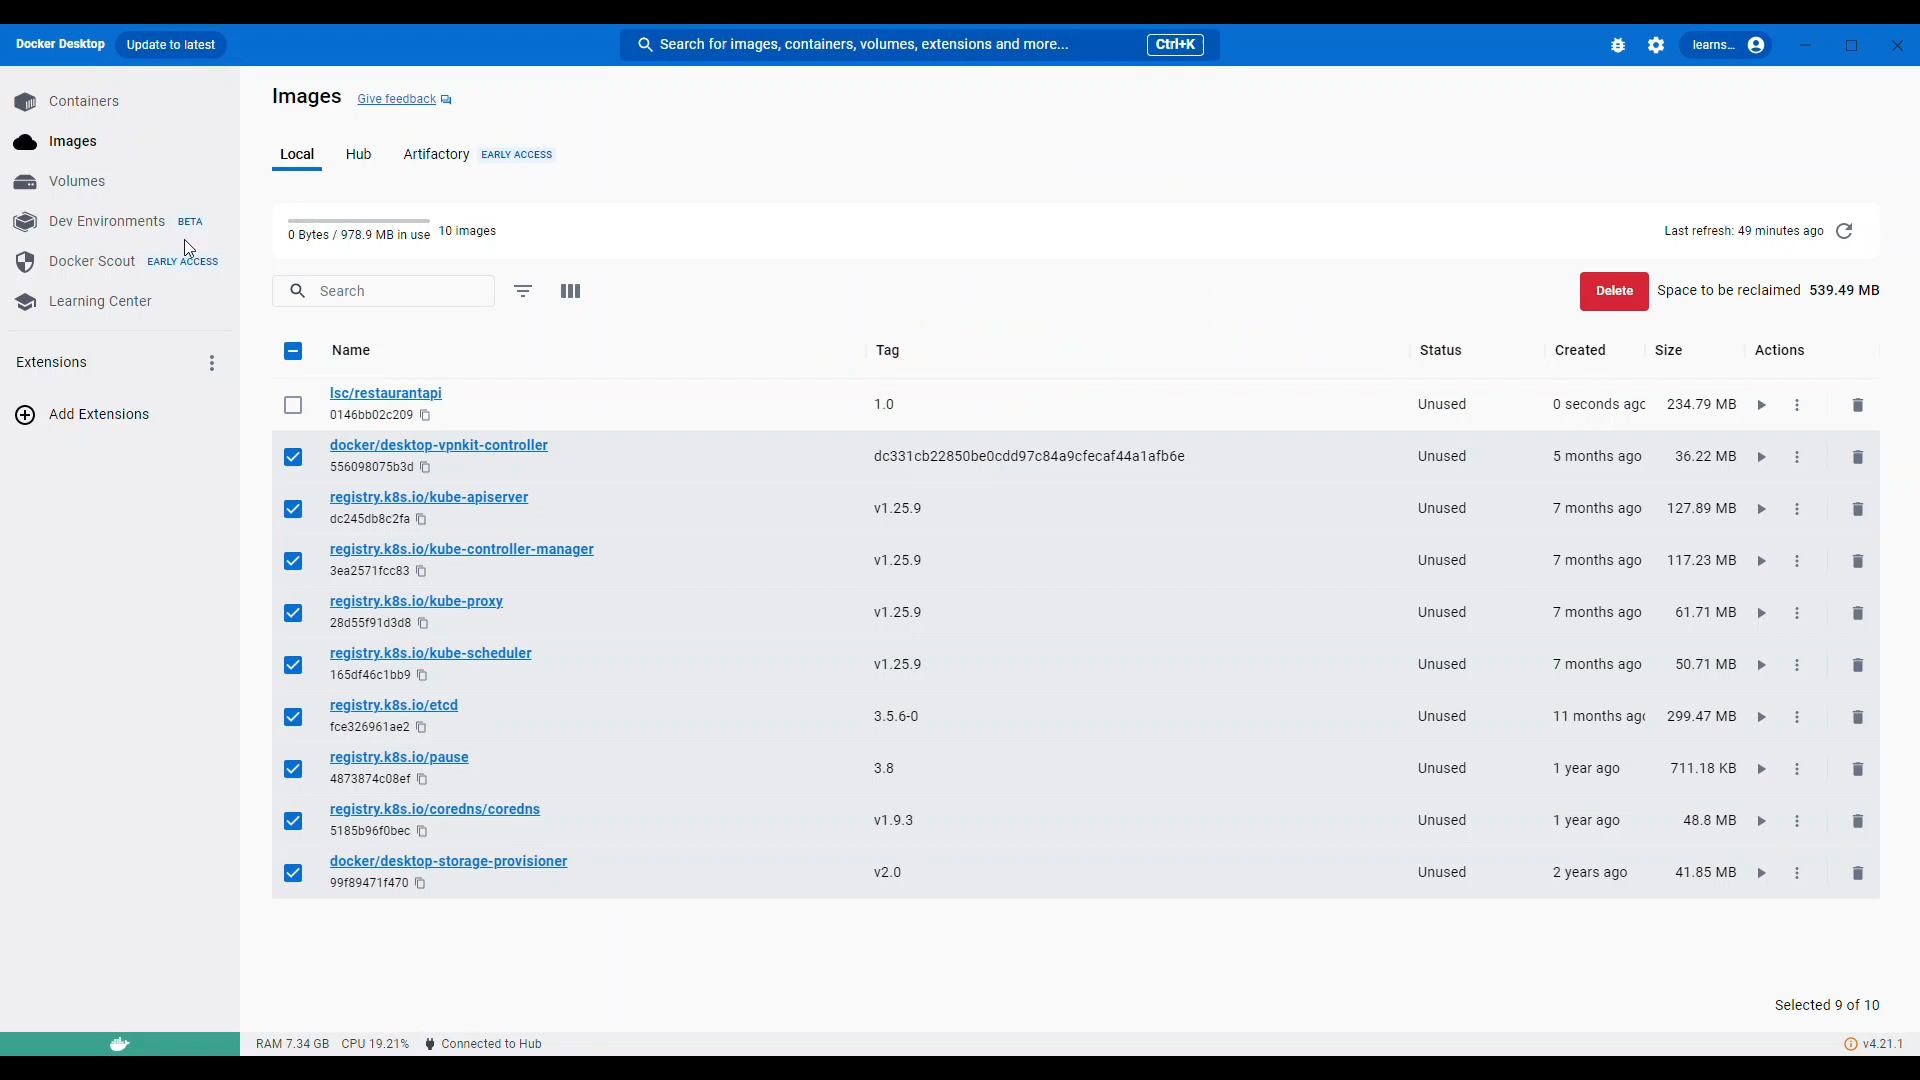 Docker Desktop Update to latest Search for images, containers, volumes, extensions and more... Ctrl+K learns...
Containers
Images
Volumes
Dev Environments BETA
Docker Scout EARLY ACCESS
Learning Center
Extensions
Add Extensions
Images Give feedback
Local Hub Artifactory EARLY ACCESS
0 Bytes / 978.9 MB in use 10 images Last refresh: 49 minutes ago
Search Delete Space to be reclaimed 539.49 MB
Name Tag Status Created Size Actions
lsc/restaurantapi
0146bb02c209
1.0 Unused 0 seconds agc 234.79 MB
docker/desktop-vpnkit-controller
556098075b3d
dc331cb22850be0cdd97c84a9cfecaf44a1afb6e Unused 5 months ago 36.22 MB
registry.k8s.io/kube-apiserver
dc245db8c2fa
v1.25.9 Unused 7 months ago 127.89 MB
registry.k8s.io/kube-controller-manager
3ea2571fcc83
v1.25.9 Unused 7 months ago 117.23 MB
registry.k8s.io/kube-proxy
28d55f91d3d8
v1.25.9 Unused 7 months ago 61.71 MB
registry.k8s.io/kube-scheduler
165df46c1bb9
v1.25.9 Unused 7 months ago 50.71 MB
registry.k8s.io/etcd
fce326961ae2
3.5.6-0 Unused 11 months agc 299.47 MB
registry.k8s.io/pause
4873874c08ef
3.8 Unused 1 year ago 711.18 KB
registry.k8s.io/coredns/coredns
5185b96f0bec
v1.9.3 Unused 1 year ago 48.8 MB
docker/desktop-storage-provisioner
99f89471f470
v2.0 Unused 2 years ago 41.85 MB
Selected 9 of 10
RAM 7.34 GB CPU 19.21% Connected to Hub v4.21.1